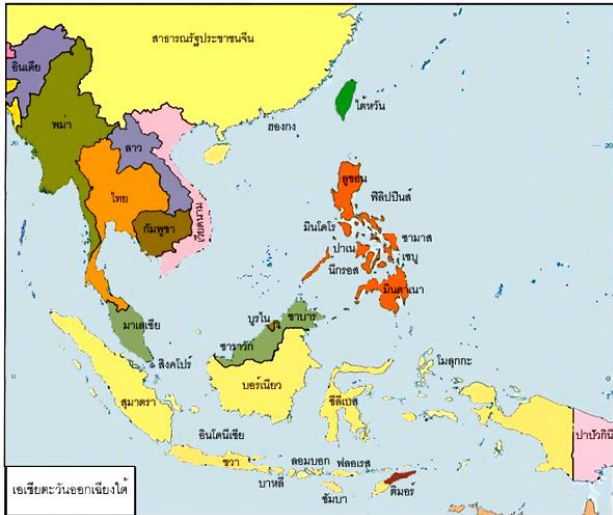 สาธารณรัฐประชาชนจีน
อินเดีย
ไต้หวัน
ฮองกง
พม่า
ลาว
20
20
ลูซอน
ไทย
ฟิลิปปินส์
เวียดนาม
กัมพูชา
มินโดโร
ซามาส
ปาเน
เซบู
นีกรอส
มินดาเนา
มาเลเซีย
บูรไน
ซาบาร์
สิงคโปร์
ซาราวัก
โมลุกกะ
สุมาตรา
บอร์เนียว
ซีลีเบส
อินโดนีเซีย
ปาปัวกินี
ชวา
ลอมบอก
ฟลอเรส
บาหลี
ซัมบา
ติมอร์
เอเชียตะวันออกเฉียงใต้